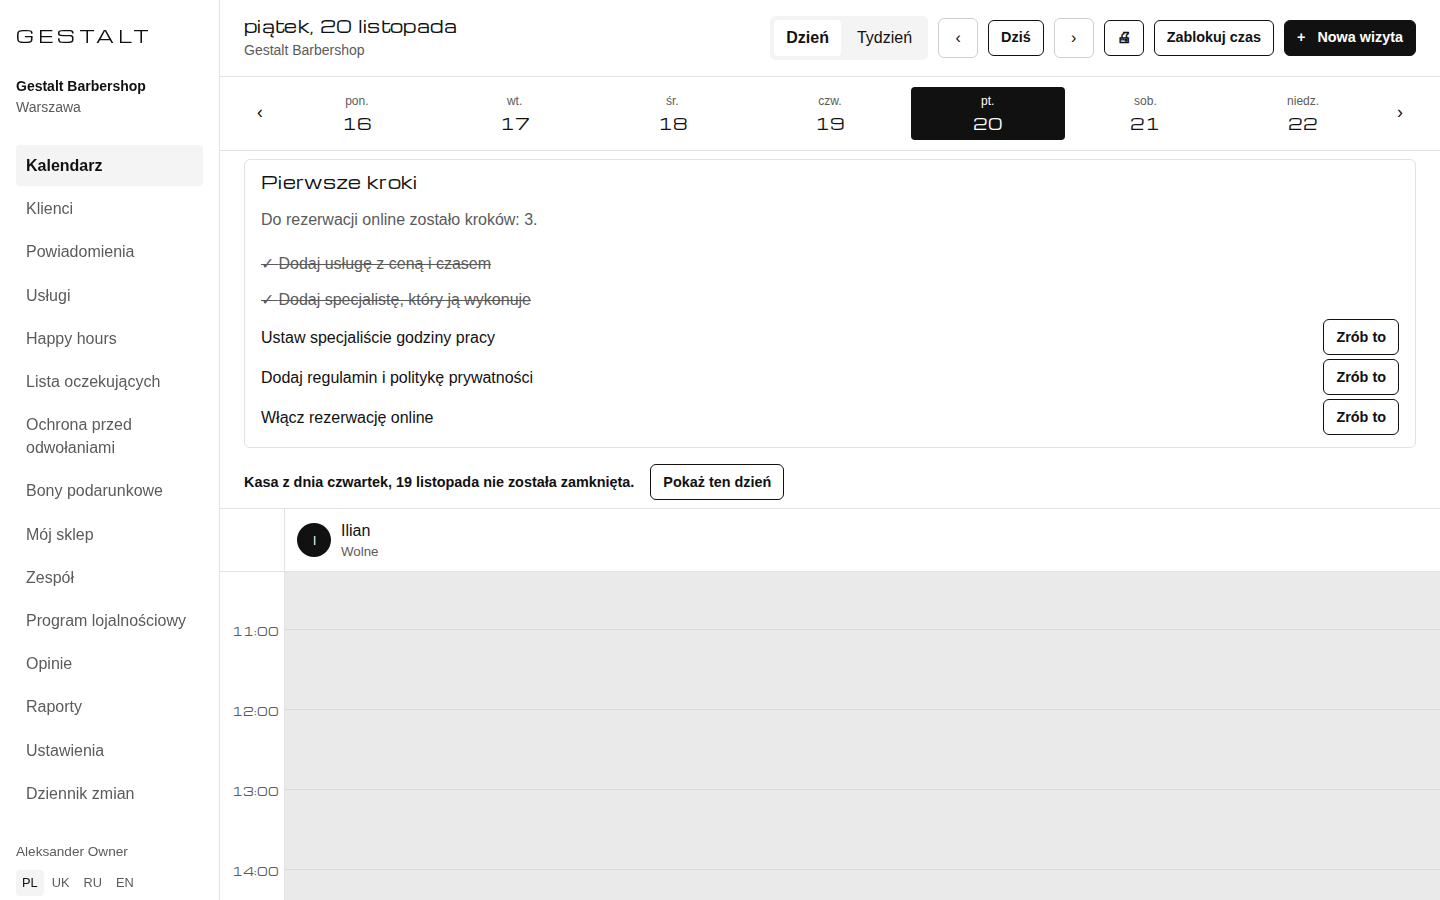 GESTALT
Gestalt Barbershop
Warszawa
Kalendarz
Klienci
Powiadomienia
Usługi
Happy hours
Lista oczekujących
Ochrona przed
odwołaniami
Bony podarunkowe
Mój sklep
Zespół
Program lojalnościowy
Opinie
Raporty
Ustawienia
Dziennik zmian
Aleksander Owner
PL UK RU EN
piątek, 20 listopada
Gestalt Barbershop
Dzień Tydzień ‹ Dziś › Zablokuj czas + Nowa wizyta
‹ pon. wt. śr. czw. pt. sob. niedz. ›
16 17 18 19 20 21 22
Pierwsze kroki
Do rezerwacji online zostało kroków: 3.
✓ Dodaj usługę z ceną i czasem
✓ Dodaj specjalistę, który ją wykonuje
Ustaw specjaliście godziny pracy Zrób to
Dodaj regulamin i politykę prywatności Zrób to
Włącz rezerwację online Zrób to
Kasa z dnia czwartek, 19 listopada nie została zamknięta. Pokaż ten dzień
I Ilian
Wolne
11:00
12:00
13:00
14:00